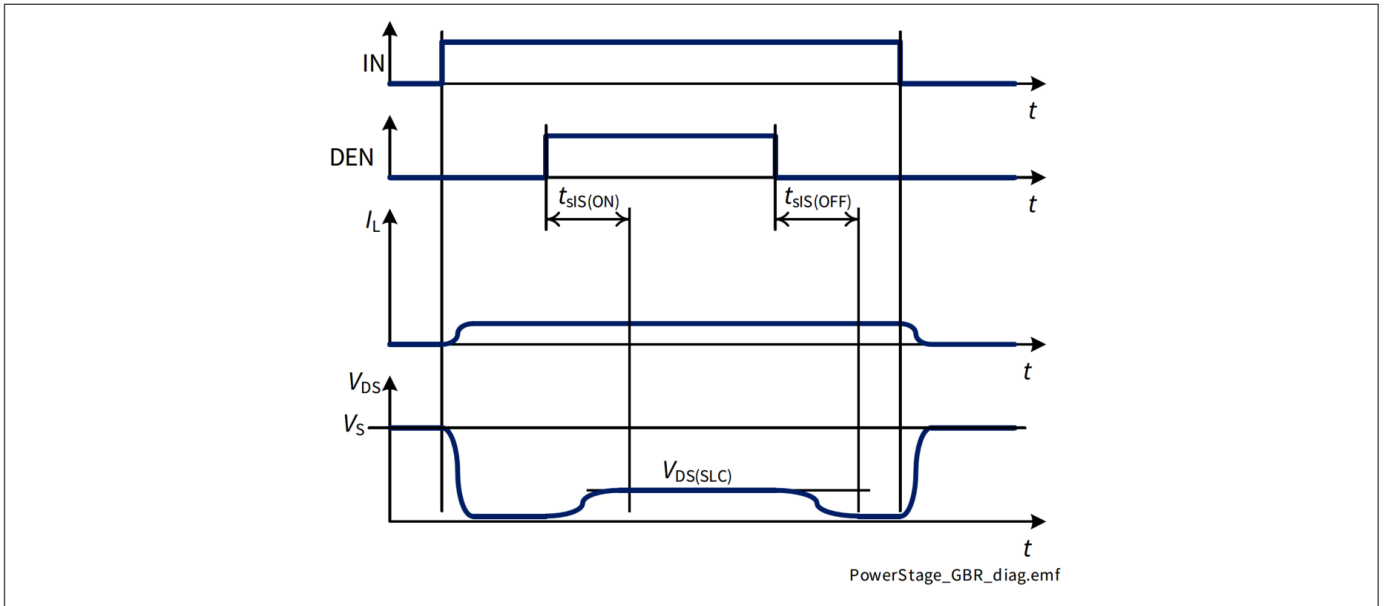 IN
t
DEN
t
tsIS(ON)
tsIS(OFF)
IL
t
VDS
VS
VDS(SLC)
t
PowerStage_GBR_diag.emf